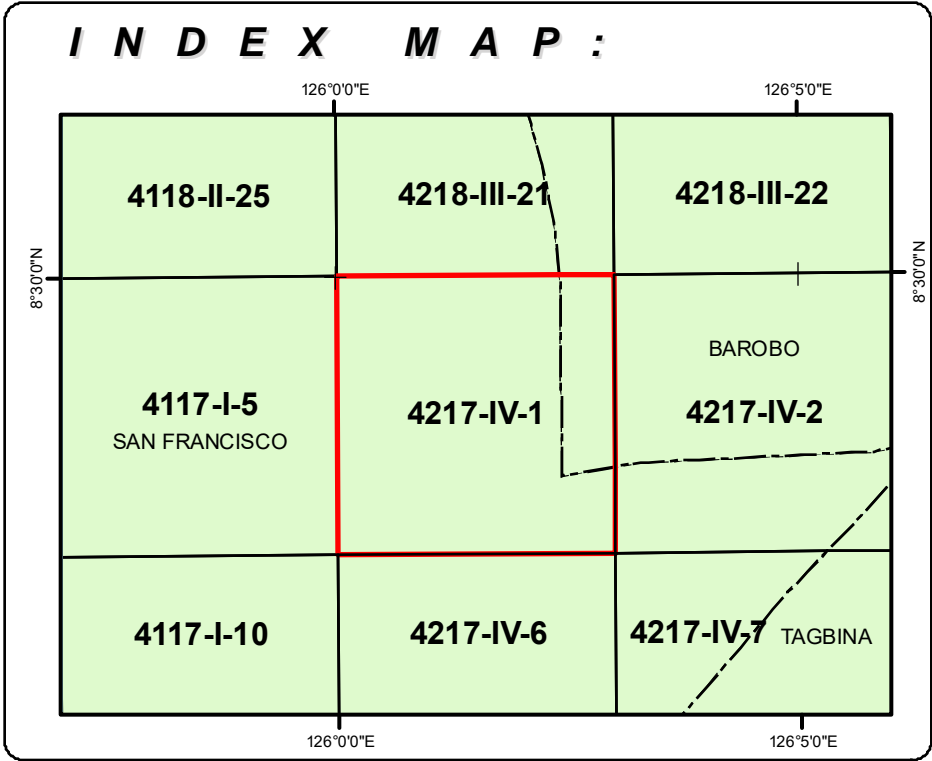 INDEX MAP:
126°0'0"E 126°5'0"E
4118-II-25 4218-III-21 4218-III-22
8°30'0"N 8°30'0"N
BAROBO
4117-I-5 4217-IV-1 4217-IV-2
SAN FRANCISCO
4117-I-10 4217-IV-6 4217-IV-7 TAGBINA
126°0'0"E 126°5'0"E